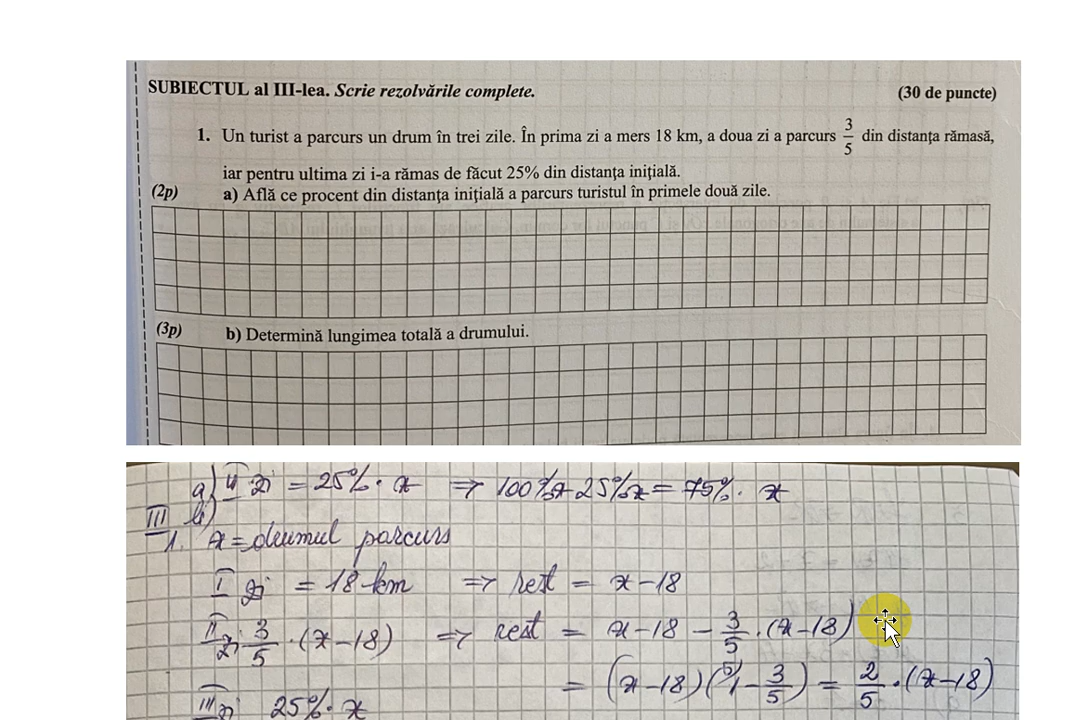 SUBIECTUL al III-lea. Scrie rezolvările complete. (30 de puncte)
1. Un turist a parcurs un drum în trei zile. În prima zi a mers 18 km, a doua zi a parcurs 3/5 din distanța rămasă,
iar pentru ultima zi i-a rămas de făcut 25% din distanța inițială.
(2p) a) Află ce procent din distanța inițială a parcurs turistul în primele două zile.
(3p) b) Determină lungimea totală a drumului.
a) zi = 25% · x ⇒ 100%x - 25%x = 75% · x
III b)
1. x = drumul parcurs
I zi = 18 km ⇒ rest = x - 18
II zi 3/5 · (x - 18) ⇒ rest = x - 18 - 3/5 · (x - 18)
= (x - 18)(5)1 - 3/5) = 2/5 · (x - 18)
III zi 25% · x